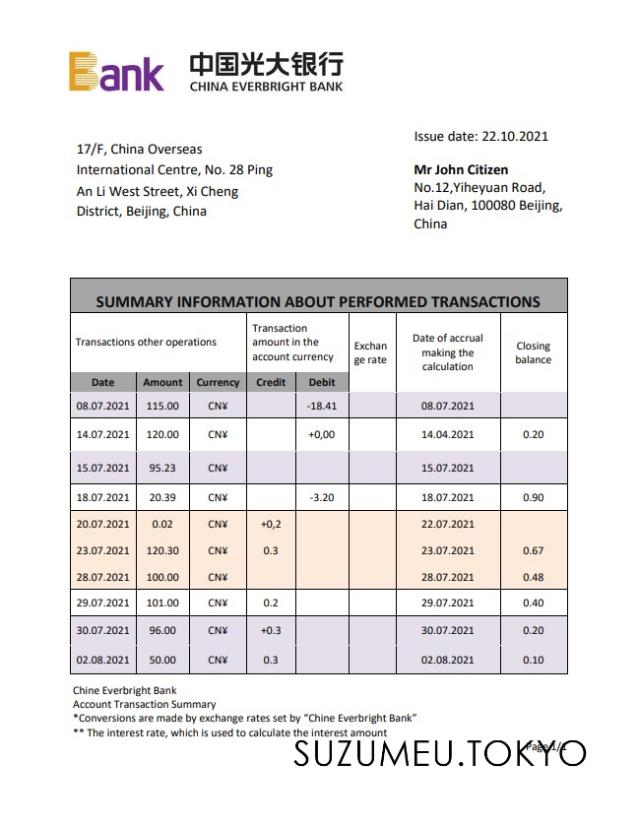 Bank 中国光大银行
CHINA EVERBRIGHT BANK
17/F, China Overseas
International Centre, No. 28 Ping
An Li West Street, Xi Cheng
District, Beijing, China
Issue date: 22.10.2021
Mr John Citizen
No.12,Yiheyuan Road,
Hai Dian, 100080 Beijing,
China
SUMMARY INFORMATION ABOUT PERFORMED TRANSACTIONS
Transactions other operations
Transaction
amount in the
account currency
Exchan
ge rate
Date of accrual
making the
calculation
Closing
balance
Date Amount Currency Credit Debit
08.07.2021 115.00 CN¥ -18.41 08.07.2021
14.07.2021 120.00 CN¥ +0,00 14.04.2021 0.20
15.07.2021 95.23 CN¥ 15.07.2021
18.07.2021 20.39 CN¥ -3.20 18.07.2021 0.90
20.07.2021 0.02 CN¥ +0,2 22.07.2021
23.07.2021 120.30 CN¥ 0.3 23.07.2021 0.67
28.07.2021 100.00 CN¥ 28.07.2021 0.48
29.07.2021 101.00 CN¥ 0.2 29.07.2021 0.40
30.07.2021 96.00 CN¥ +0.3 30.07.2021 0.20
02.08.2021 50.00 CN¥ 0.3 02.08.2021 0.10
Chine Everbright Bank
Account Transaction Summary
*Conversions are made by exchange rates set by “Chine Everbright Bank”
** The interest rate, which is used to calculate the interest amount
Page 1/1
SUZUMEU.TOKYO